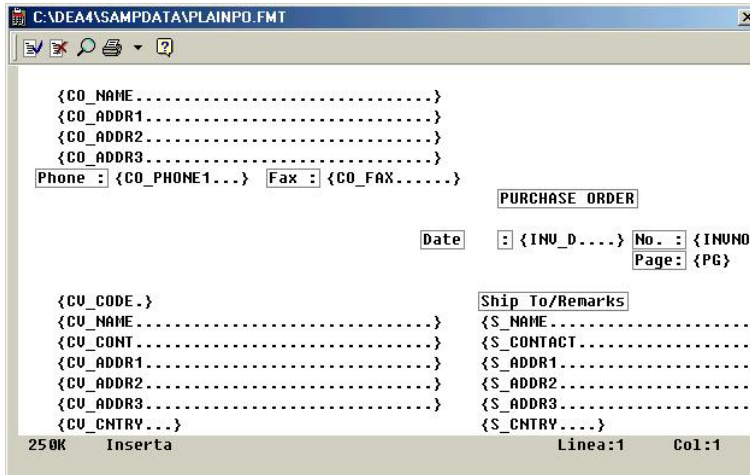 C:\DEA4\SAMPDATA\PLAINPO.FMT
{CO_NAME..............................}
{CO_ADDR1.............................}
{CO_ADDR2.............................}
{CO_ADDR3.............................}
Phone : {CO_PHONE1...} Fax : {CO_FAX......}
PURCHASE ORDER
Date : {INV_D....} No. : {INVNO
Page: {PG}
{CV_CODE.} Ship To/Remarks
{CV_NAME..............................} {S_NAME.....................
{CV_CONT..............................} {S_CONTACT..................
{CV_ADDR1.............................} {S_ADDR1....................
{CV_ADDR2.............................} {S_ADDR2....................
{CV_ADDR3.............................} {S_ADDR3....................
{CV_CNTRY...} {S_CNTRY....}
250K Inserta Linea:1 Col:1